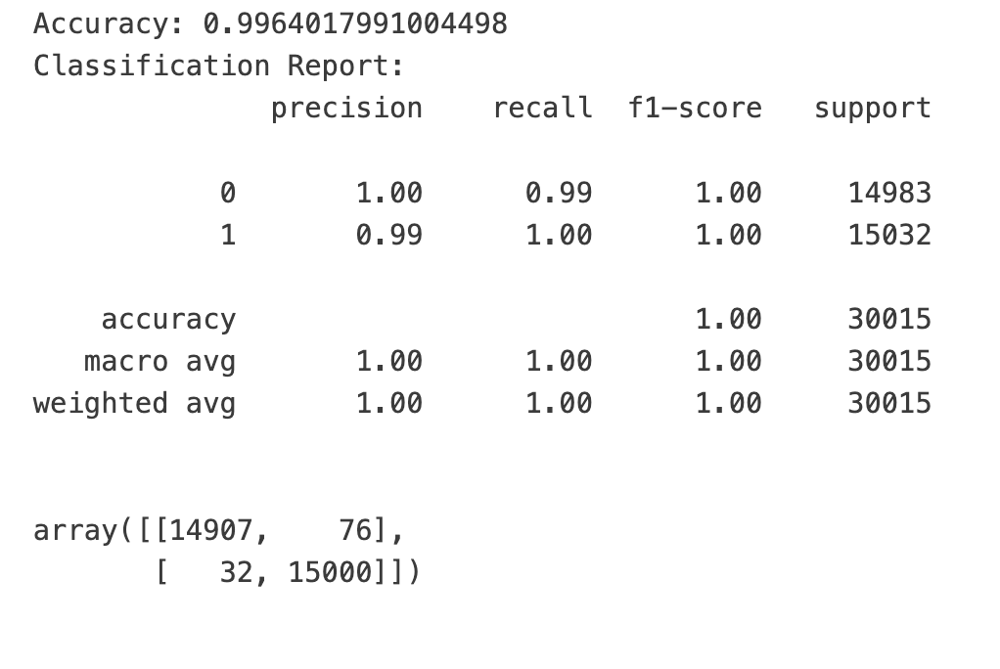 Accuracy: 0.9964017991004498
Classification Report:
              precision    recall  f1-score   support

           0       1.00      0.99      1.00     14983
           1       0.99      1.00      1.00     15032

    accuracy                           1.00     30015
   macro avg       1.00      1.00      1.00     30015
weighted avg       1.00      1.00      1.00     30015

array([[14907,    76],
       [   32, 15000]])